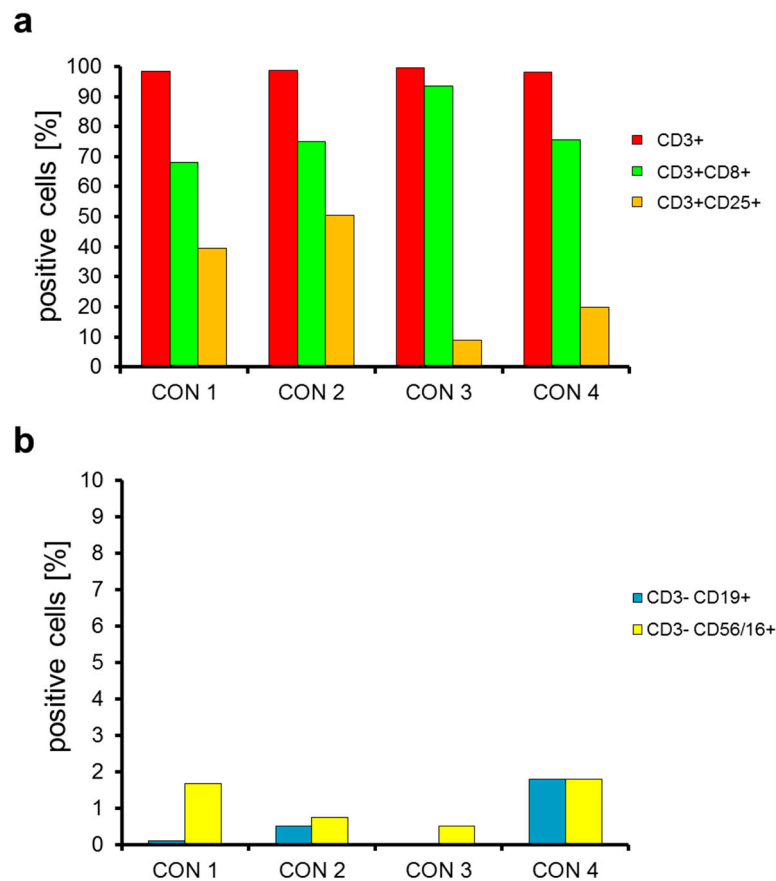 a
positive cells [%]
100
90
80
70
60
50
40
30
20
10
0
CON 1 CON 2 CON 3 CON 4
CD3+
CD3+CD8+
CD3+CD25+
b
positive cells [%]
10
9
8
7
6
5
4
3
2
1
0
CON 1 CON 2 CON 3 CON 4
CD3- CD19+
CD3- CD56/16+